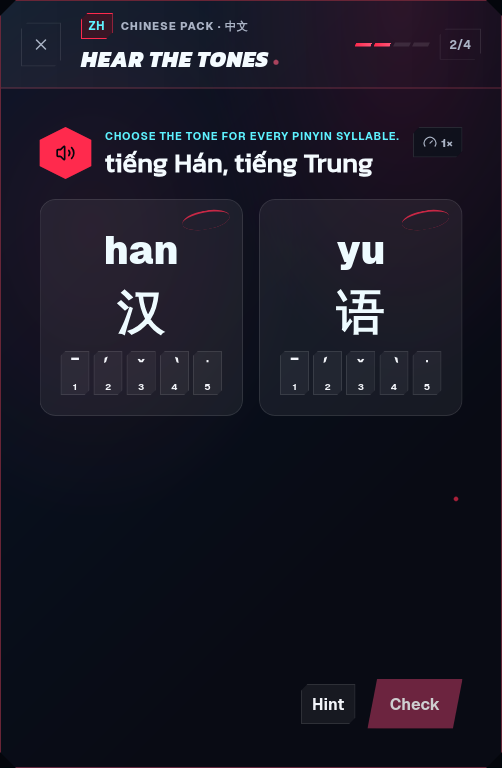 ZH CHINESE PACK · 中文
HEAR THE TONES
2/4
CHOOSE THE TONE FOR EVERY PINYIN SYLLABLE.
tiếng Hán, tiếng Trung
1×
han
汉
ˉ ˊ ˇ ˋ ·
1 2 3 4 5
yu
语
ˉ ˊ ˇ ˋ ·
1 2 3 4 5
Hint
Check